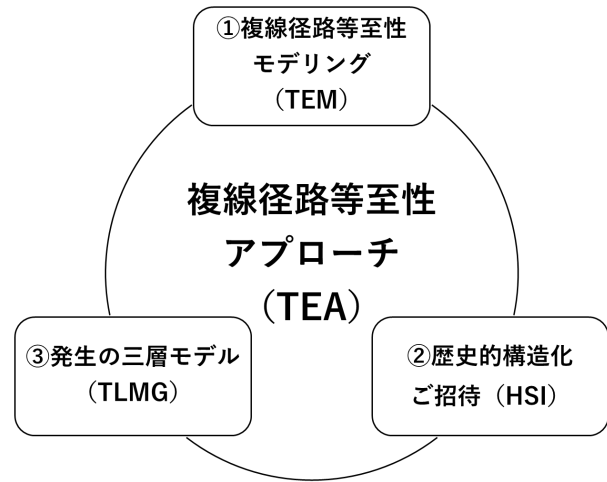 ①複線径路等至性
モデリング
（TEM）
複線径路等至性
アプローチ
（TEA）
③発生の三層モデル
（TLMG）
②歴史的構造化
ご招待（HSI）